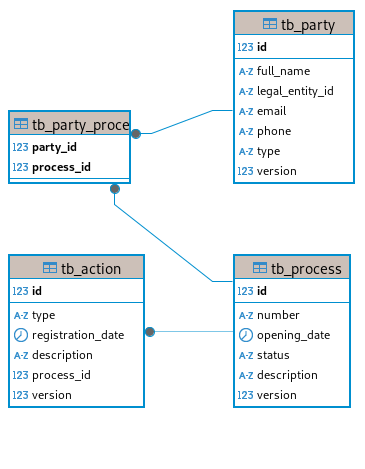 tb_party
123 id
A-Z full_name
A-Z legal_entity_id
A-Z email
A-Z phone
A-Z type
123 version
tb_party_proce
123 party_id
123 process_id
tb_action
123 id
A-Z type
registration_date
A-Z description
123 process_id
123 version
tb_process
123 id
A-Z number
opening_date
A-Z status
A-Z description
123 version